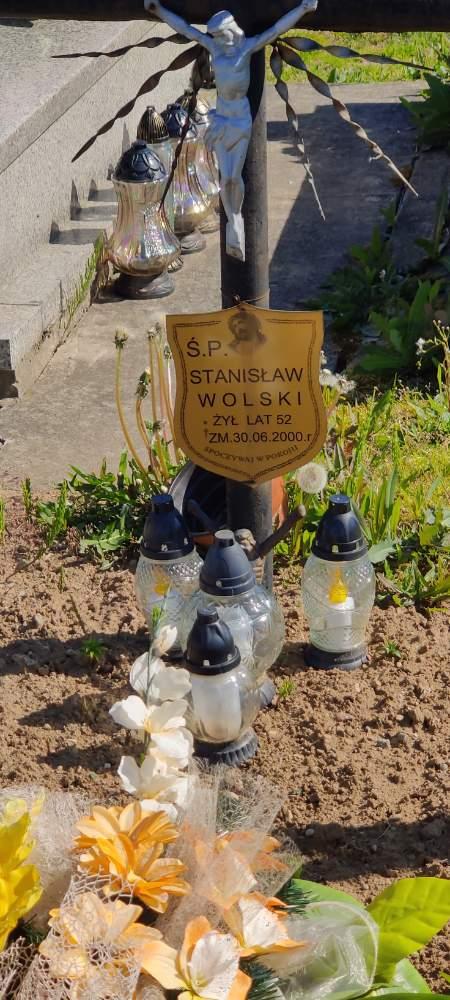 Ś.P.
STANISŁAW
WOLSKI
* ŻYŁ LAT 52
†ZM.30.06.2000.r
SPOCZYWAJ W POKOJU